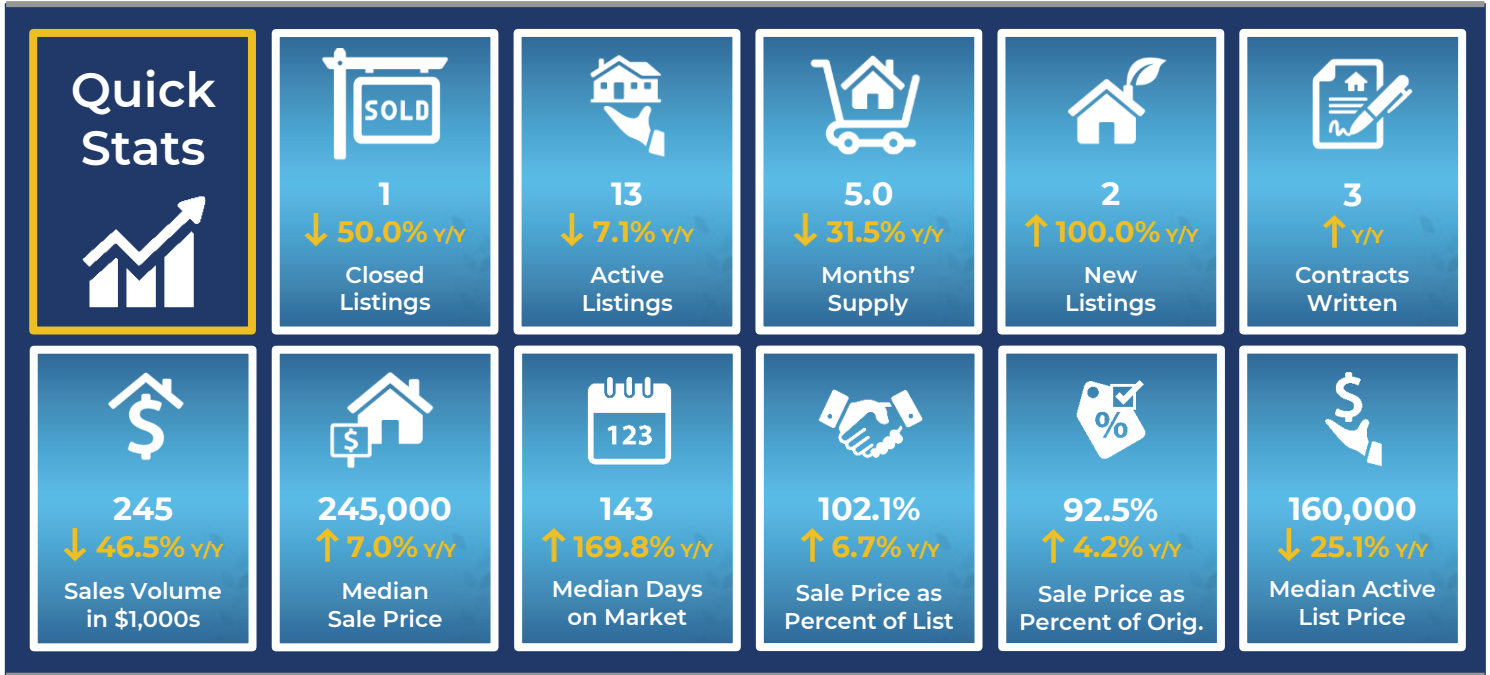 Quick
Stats
SOLD
1
↓ 50.0% Y/Y
Closed
Listings
13
↓ 7.1% Y/Y
Active
Listings
5.0
↓ 31.5% Y/Y
Months’
Supply
2
↑ 100.0% Y/Y
New
Listings
3
↑ Y/Y
Contracts
Written
$
245
↓ 46.5% Y/Y
Sales Volume
in $1,000s
$
245,000
↑ 7.0% Y/Y
Median
Sale Price
123
143
↑ 169.8% Y/Y
Median Days
on Market
102.1%
↑ 6.7% Y/Y
Sale Price as
Percent of List
%
92.5%
↑ 4.2% Y/Y
Sale Price as
Percent of Orig.
$
160,000
↓ 25.1% Y/Y
Median Active
List Price